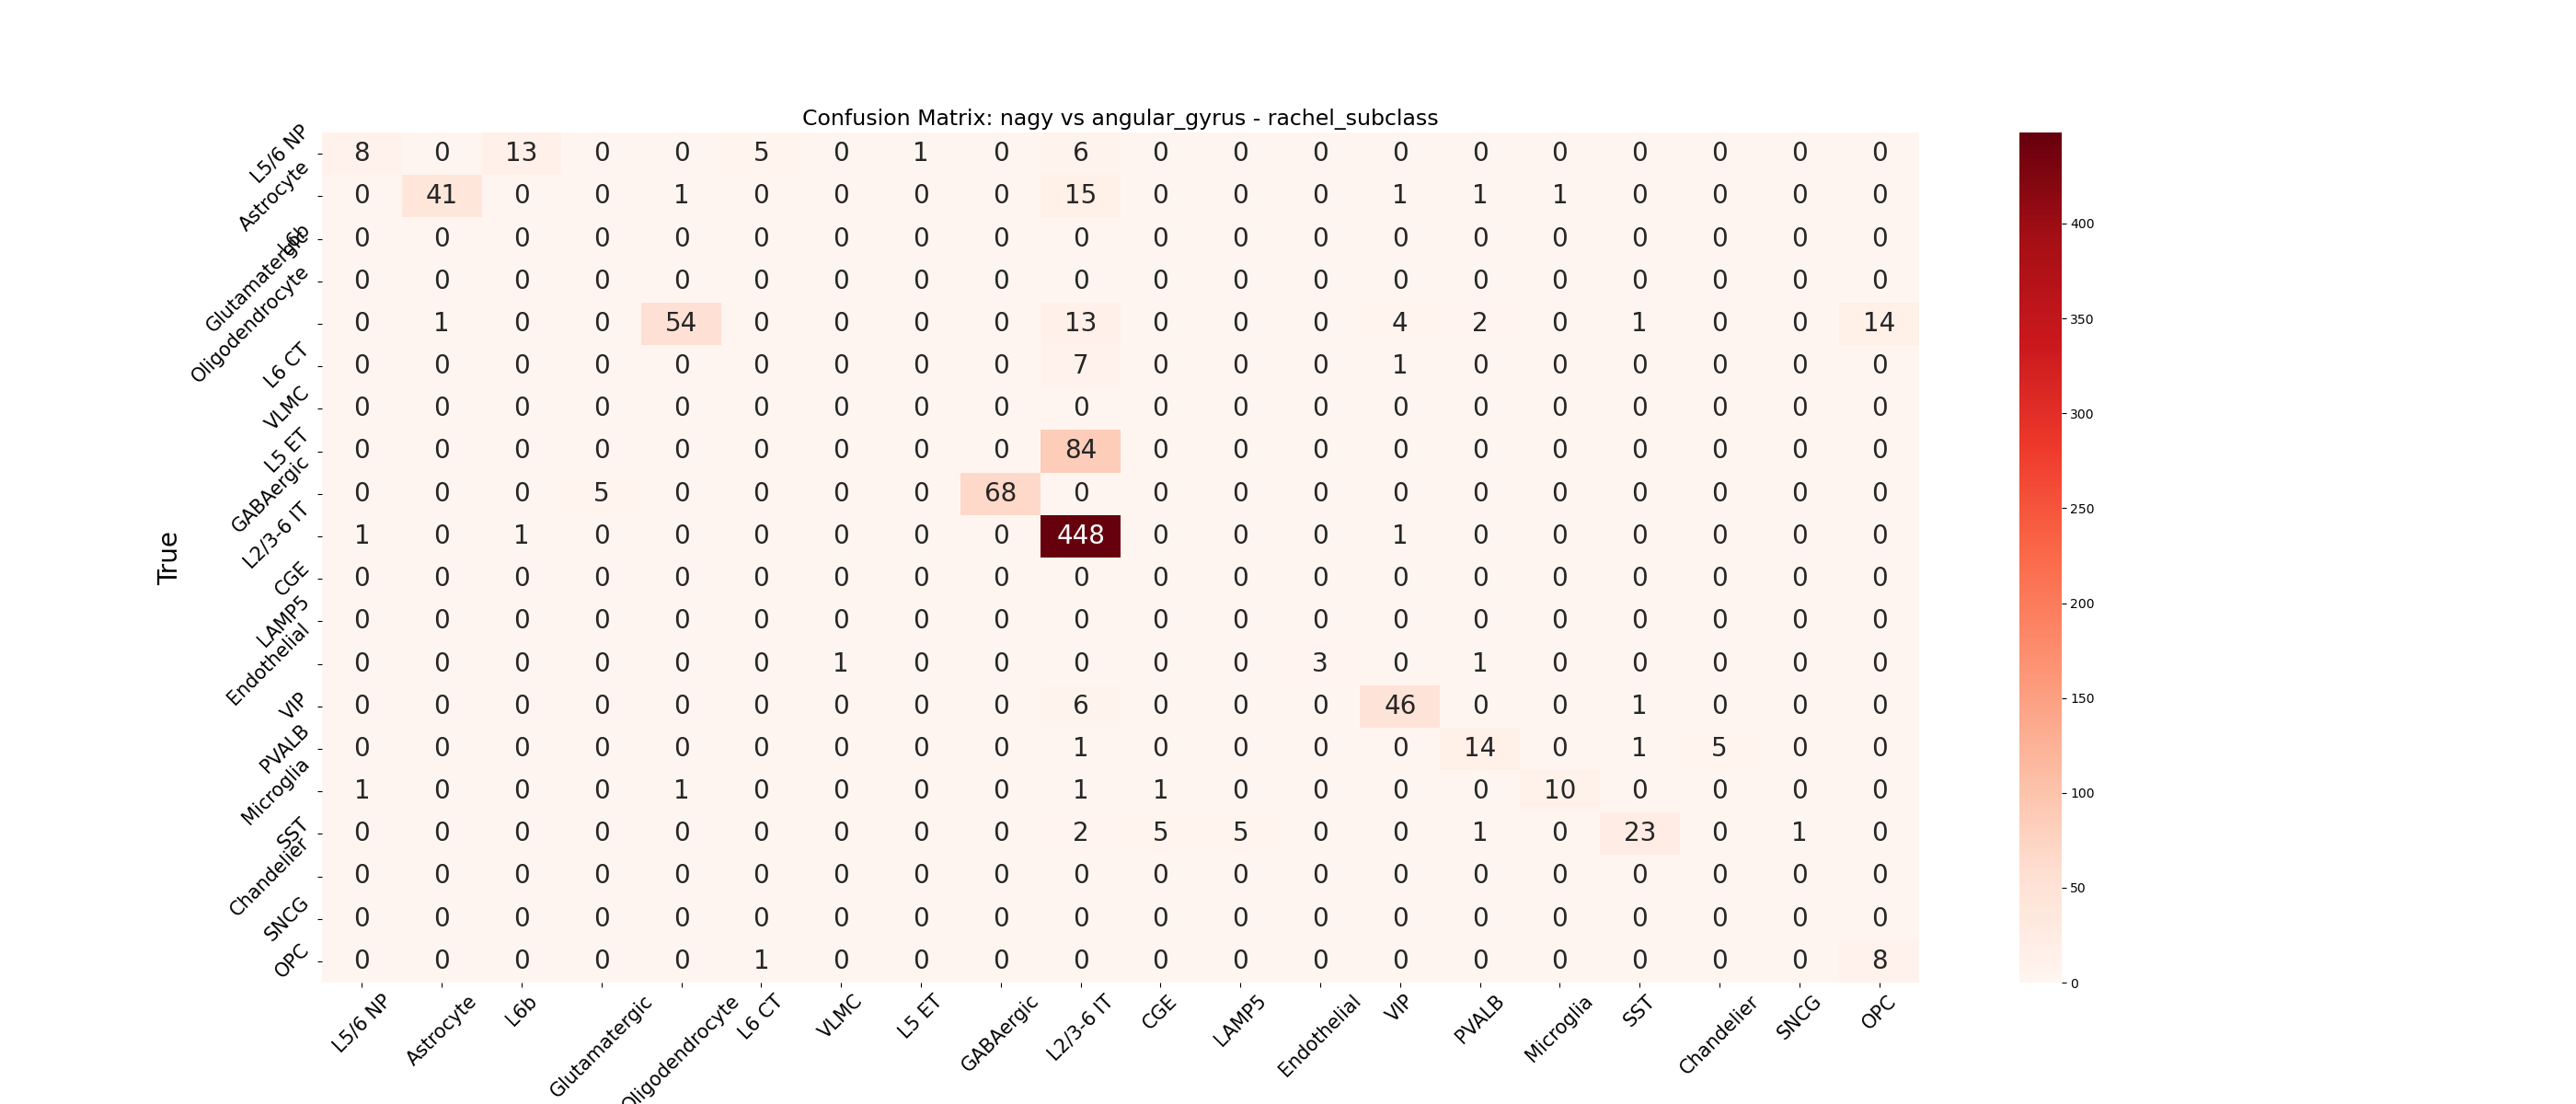 Confusion Matrix: nagy vs angular_gyrus - rachel_subclass
True
L5/6 NP 8 0 13 0 0 5 0 1 0 6 0 0 0 0 0 0 0 0 0 0
Astrocyte 0 41 0 0 1 0 0 0 0 15 0 0 0 1 1 1 0 0 0 0
L6b 0 0 0 0 0 0 0 0 0 0 0 0 0 0 0 0 0 0 0 0
Glutamatergic 0 0 0 0 0 0 0 0 0 0 0 0 0 0 0 0 0 0 0 0
Oligodendrocyte 0 1 0 0 54 0 0 0 0 13 0 0 0 4 2 0 1 0 0 14
L6 CT 0 0 0 0 0 0 0 0 0 7 0 0 0 1 0 0 0 0 0 0
VLMC 0 0 0 0 0 0 0 0 0 0 0 0 0 0 0 0 0 0 0 0
L5 ET 0 0 0 0 0 0 0 0 0 84 0 0 0 0 0 0 0 0 0 0
GABAergic 0 0 0 5 0 0 0 0 68 0 0 0 0 0 0 0 0 0 0 0
L2/3-6 IT 1 0 1 0 0 0 0 0 0 448 0 0 0 1 0 0 0 0 0 0
CGE 0 0 0 0 0 0 0 0 0 0 0 0 0 0 0 0 0 0 0 0
LAMP5 0 0 0 0 0 0 0 0 0 0 0 0 0 0 0 0 0 0 0 0
Endothelial 0 0 0 0 0 0 1 0 0 0 0 0 3 0 1 0 0 0 0 0
VIP 0 0 0 0 0 0 0 0 0 6 0 0 0 46 0 0 1 0 0 0
PVALB 0 0 0 0 0 0 0 0 0 1 0 0 0 0 14 0 1 5 0 0
Microglia 1 0 0 0 1 0 0 0 0 1 1 0 0 0 0 10 0 0 0 0
SST 0 0 0 0 0 0 0 0 0 2 5 5 0 0 1 0 23 0 1 0
Chandelier 0 0 0 0 0 0 0 0 0 0 0 0 0 0 0 0 0 0 0 0
SNCG 0 0 0 0 0 0 0 0 0 0 0 0 0 0 0 0 0 0 0 0
OPC 0 0 0 0 0 1 0 0 0 0 0 0 0 0 0 0 0 0 0 8
L5/6 NP Astrocyte L6b Glutamatergic Oligodendrocyte L6 CT VLMC L5 ET GABAergic L2/3-6 IT CGE LAMP5 Endothelial VIP PVALB Microglia SST Chandelier SNCG OPC
400
350
300
250
200
150
100
50
0